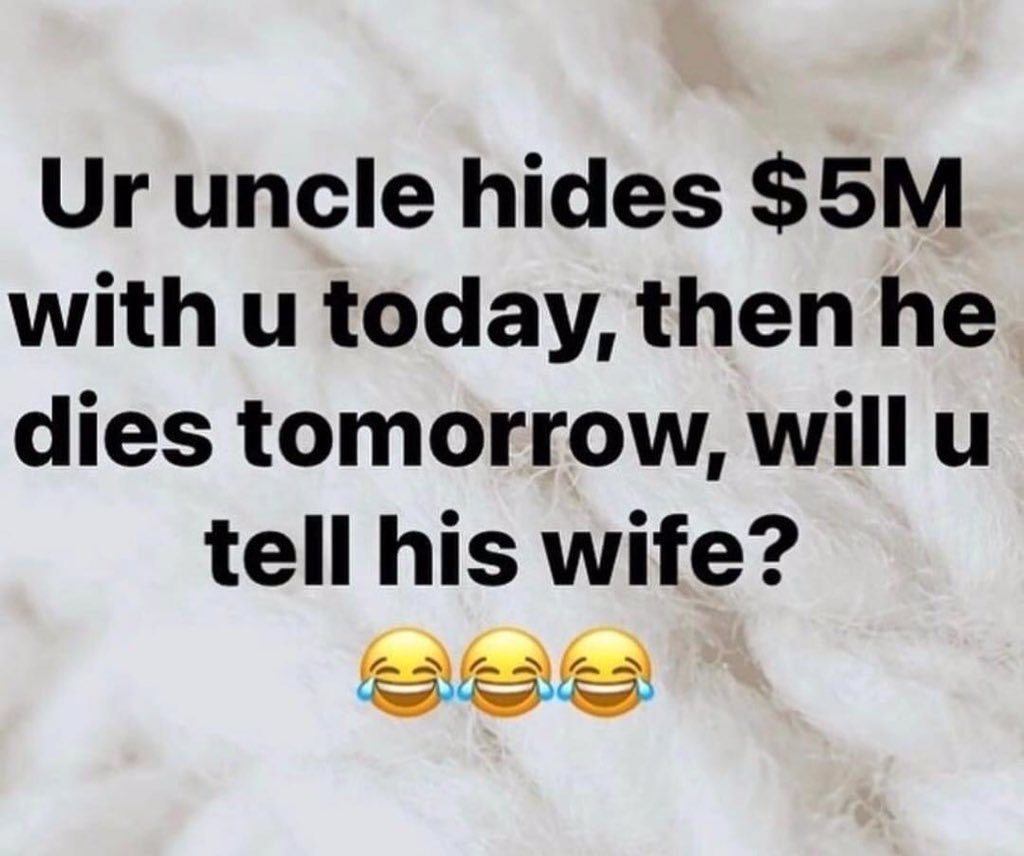 Ur uncle hides $5M
with u today, then he
dies tomorrow, will u
tell his wife?
😂😂😂